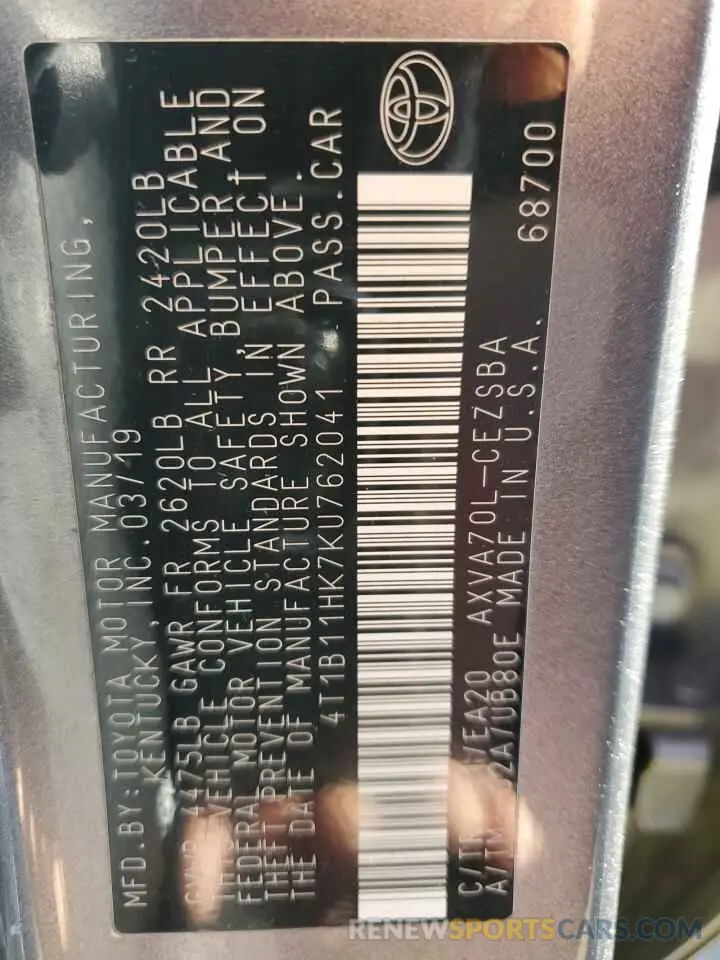 MFD.BY:TOYOTA MOTOR MANUFACTURING,
KENTUCKY, INC.03/19
GVWR 4475LB GAWR FR 2620LB RR 2420LB
THIS VEHICLE CONFORMS TO ALL APPLICABLE
FEDERAL MOTOR VEHICLE SAFETY, BUMPER, AND
THEFT PREVENTION STANDARDS IN EFFECT ON
THE DATE OF MANUFACTURE SHOWN ABOVE.
4T1B11HK7KU762041 PASS.CAR
C/TR /EA20 AXVA70L-CEZSBA
A/TM 2A/UB80E MADE IN U.S.A.
68700
RENEWSPORTSCARS.COM